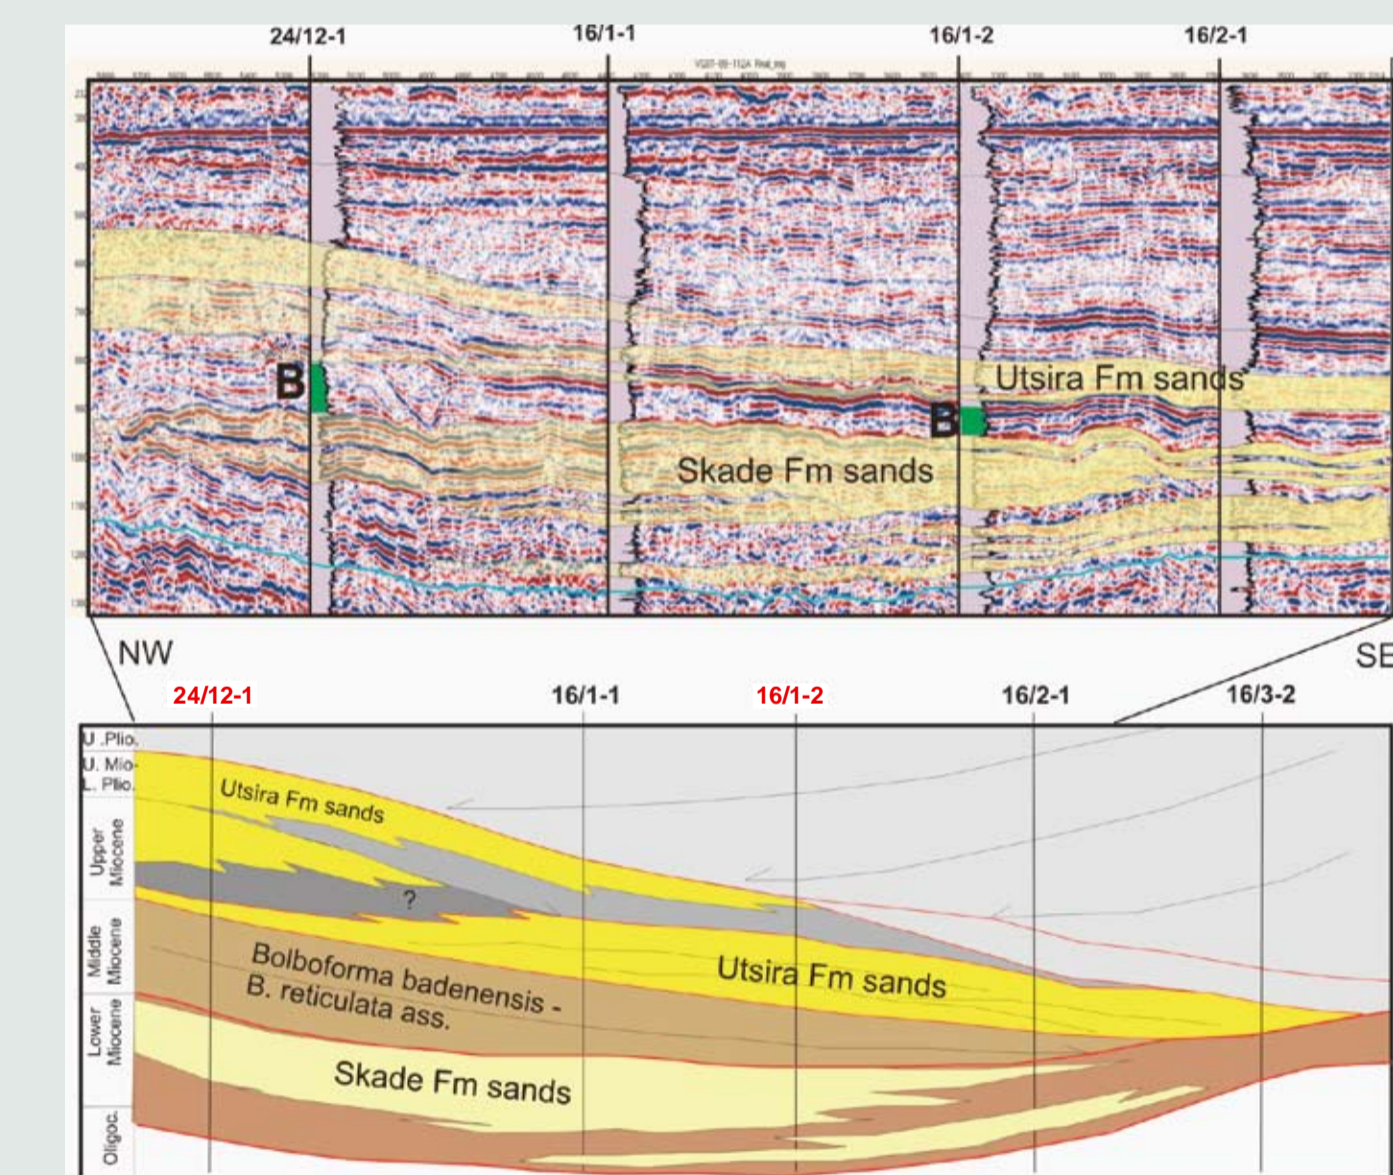 24/12-1 16/1-1 16/1-2 16/2-1
B
Utsira Fm sands
B
Skade Fm sands
NW
SE
24/12-1 16/1-1 16/1-2 16/2-1 16/3-2
U .Plio.
U. Mio-
L. Plio.
Utsira Fm sands
Upper
Miocene
?
Middle
Miocene
Bolboforma badenensis -
B. reticulata ass.
Utsira Fm sands
Lower
Miocene
Skade Fm sands
Oligoc.